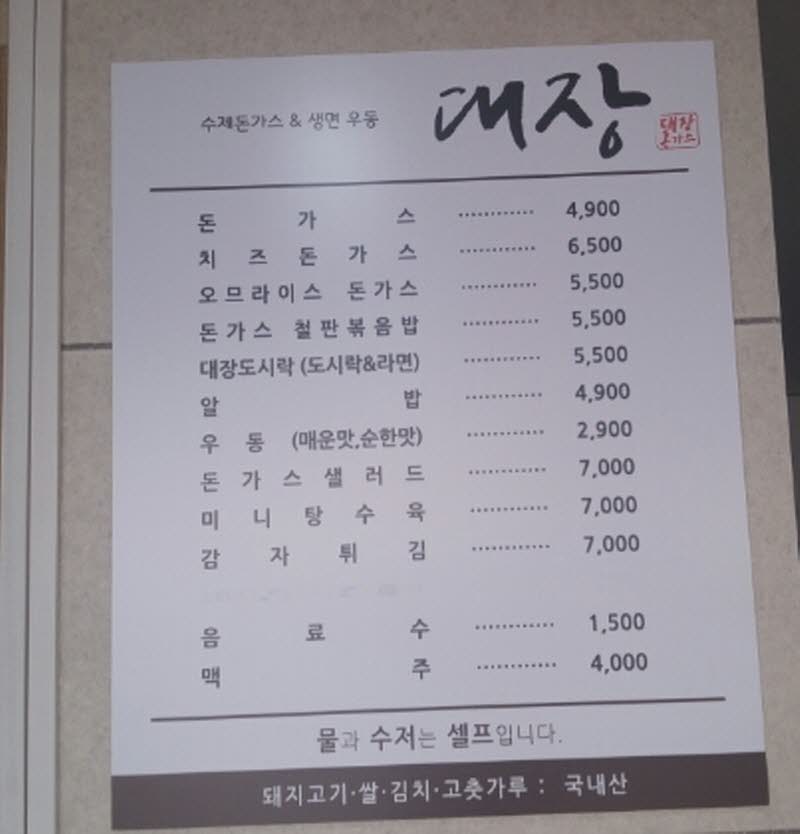 수제돈가스 & 생면 우동 대장 대장 돈가스
돈가스 ············ 4,900
치즈돈가스 ············ 6,500
오므라이스 돈가스 ············ 5,500
돈가스 철판볶음밥 ············ 5,500
대장도시락 (도시락&라면) ············ 5,500
알밥 ············ 4,900
우동 (매운맛,순한맛) ············ 2,900
돈가스샐러드 ············ 7,000
미니탕수육 ············ 7,000
감자튀김 ············ 7,000
음료수 ············ 1,500
맥주 ············ 4,000
물과 수저는 셀프입니다.
돼지고기·쌀·김치·고춧가루 : 국내산